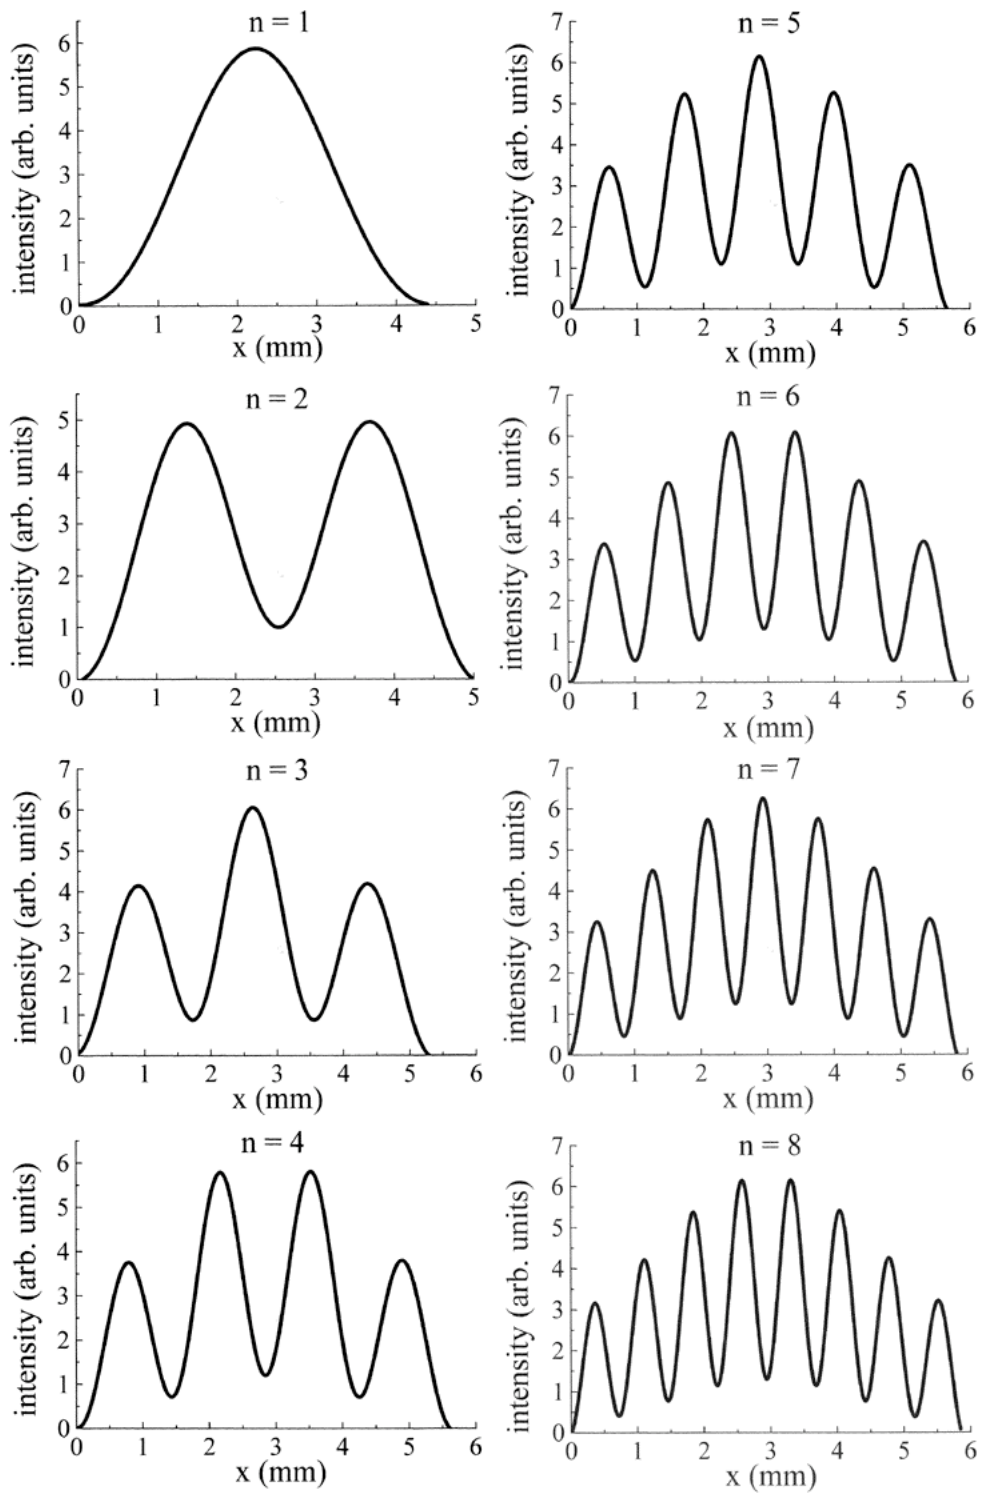 n = 1
intensity (arb. units)
6
5
4
3
2
1
0
0 1 2 3 4 5
x (mm)
n = 2
intensity (arb. units)
5
4
3
2
1
0
0 1 2 3 4 5
x (mm)
n = 3
intensity (arb. units)
7
6
5
4
3
2
1
0
0 1 2 3 4 5 6
x (mm)
n = 4
intensity (arb. units)
6
5
4
3
2
1
0
0 1 2 3 4 5 6
x (mm)
n = 5
intensity (arb. units)
7
6
5
4
3
2
1
0
0 1 2 3 4 5 6
x (mm)
n = 6
intensity (arb. units)
7
6
5
4
3
2
1
0
0 1 2 3 4 5 6
x (mm)
n = 7
intensity (arb. units)
7
6
5
4
3
2
1
0
0 1 2 3 4 5 6
x (mm)
n = 8
intensity (arb. units)
7
6
5
4
3
2
1
0
0 1 2 3 4 5 6
x (mm)